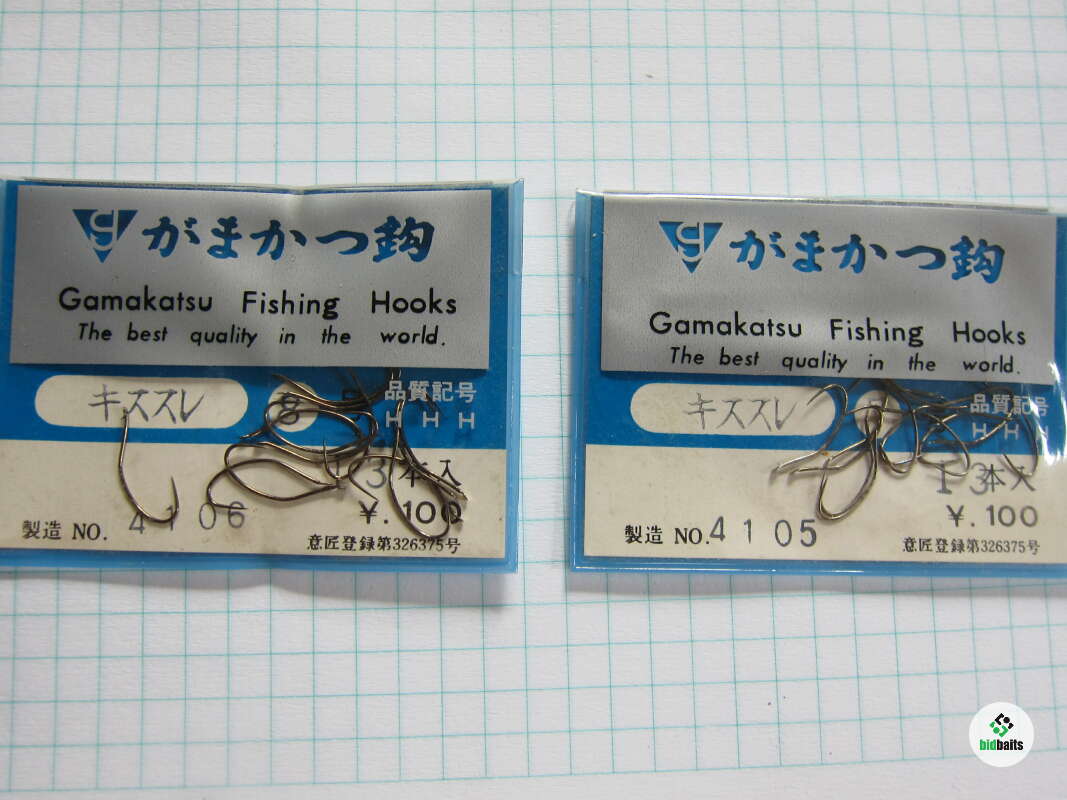 がまかつ鈎
Gamakatsu Fishing Hooks
The best quality in the world.
キススレ 8号 品質記号
H H H
13本入
¥.100
製造 NO. 4106
意匠登録第326375号
がまかつ鈎
Gamakatsu Fishing Hooks
The best quality in the world.
キススレ 品質記号
H H H
13本入
¥.100
製造 NO. 4105
意匠登録第326375号
bidbaits